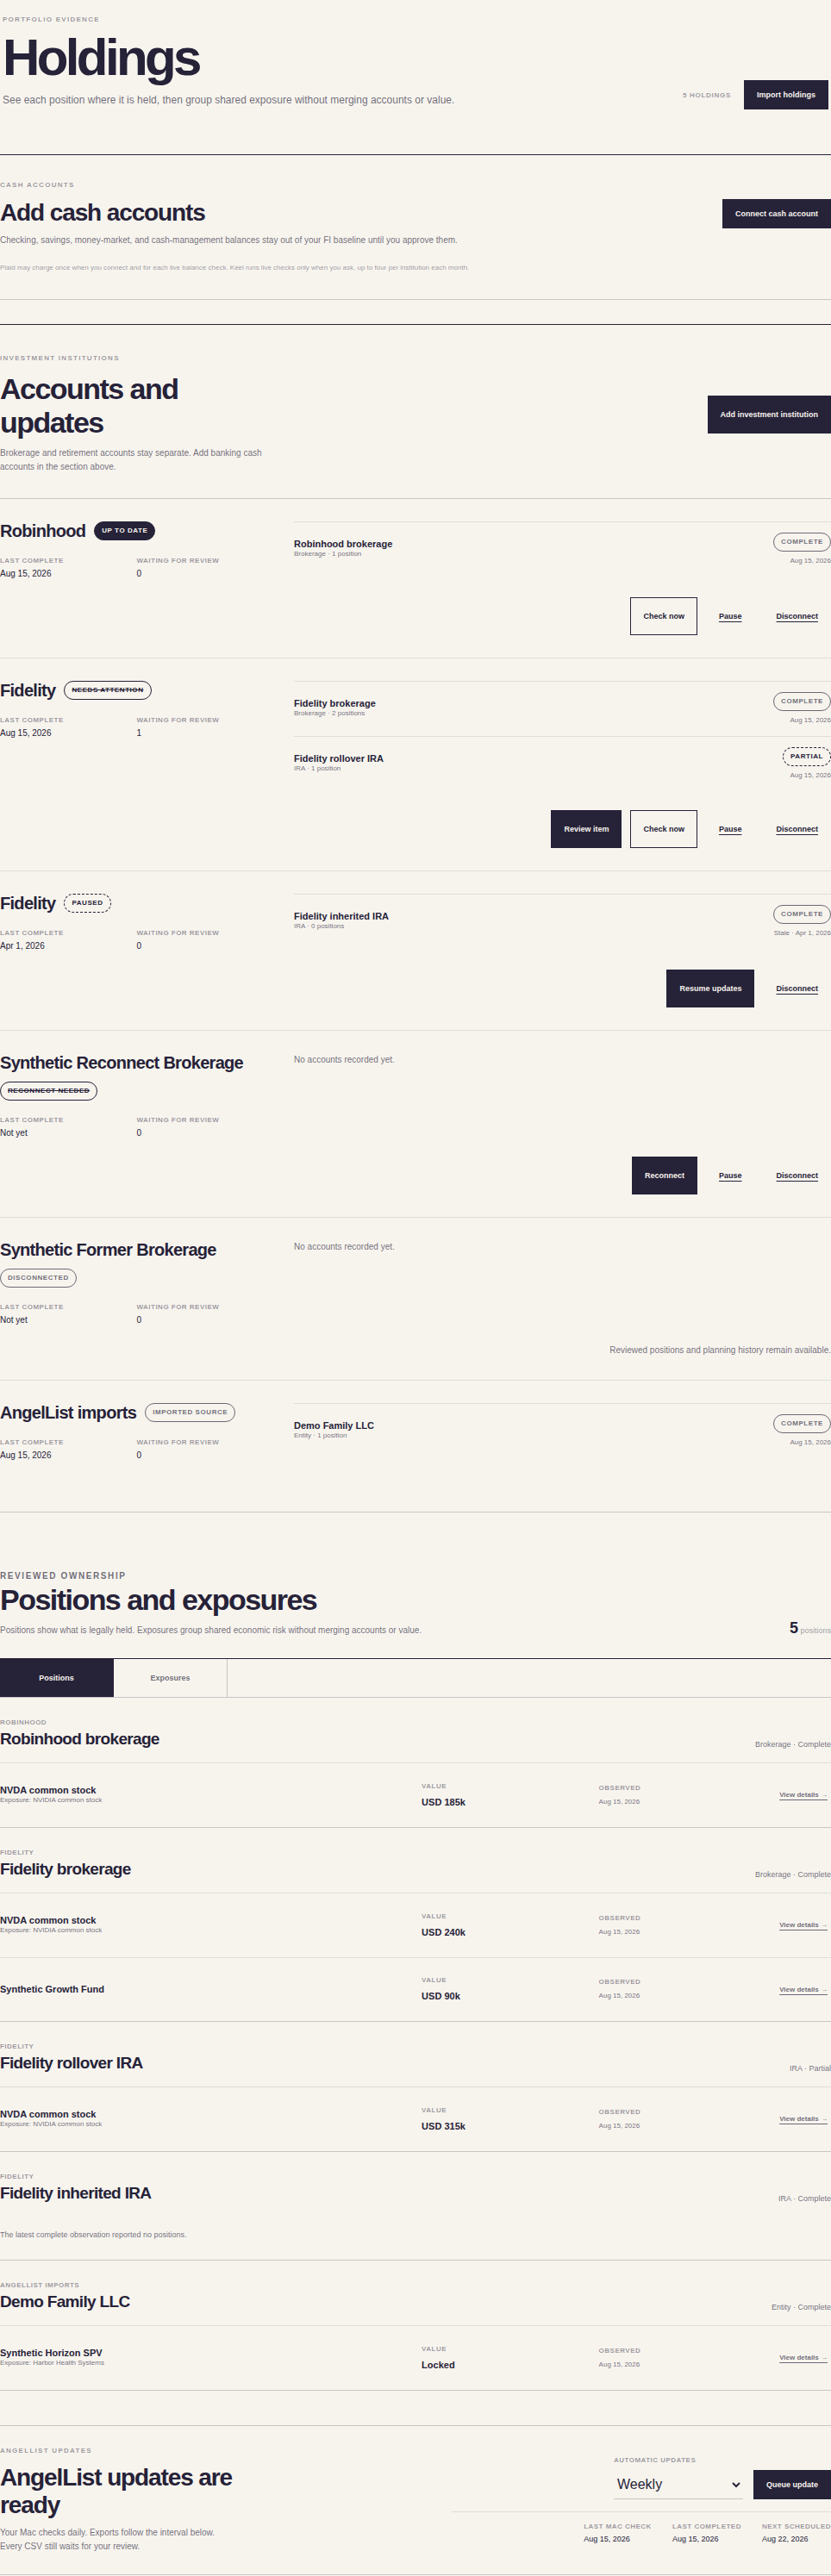 PORTFOLIO EVIDENCE
Holdings
See each position where it is held, then group shared exposure without merging accounts or value.
5 HOLDINGS
Import holdings
CASH ACCOUNTS
Add cash accounts
Connect cash account
Checking, savings, money-market, and cash-management balances stay out of your FI baseline until you approve them.
Plaid may charge once when you connect and for each live balance check. Keel runs live checks only when you ask, up to four per institution each month.
INVESTMENT INSTITUTIONS
Accounts and
updates
Add investment institution
Brokerage and retirement accounts stay separate. Add banking cash
accounts in the section above.
Robinhood UP TO DATE
LAST COMPLETE WAITING FOR REVIEW
Aug 15, 2026 0
Robinhood brokerage
Brokerage · 1 position
COMPLETE
Aug 15, 2026
Check now Pause Disconnect
Fidelity NEEDS ATTENTION
LAST COMPLETE WAITING FOR REVIEW
Aug 15, 2026 1
Fidelity brokerage
Brokerage · 2 positions
COMPLETE
Aug 15, 2026
Fidelity rollover IRA
IRA · 1 position
PARTIAL
Aug 15, 2026
Review item Check now Pause Disconnect
Fidelity PAUSED
LAST COMPLETE WAITING FOR REVIEW
Apr 1, 2026 0
Fidelity inherited IRA
IRA · 0 positions
COMPLETE
Stale · Apr 1, 2026
Resume updates Disconnect
Synthetic Reconnect Brokerage
RECONNECT NEEDED
LAST COMPLETE WAITING FOR REVIEW
Not yet 0
No accounts recorded yet.
Reconnect Pause Disconnect
Synthetic Former Brokerage
DISCONNECTED
LAST COMPLETE WAITING FOR REVIEW
Not yet 0
No accounts recorded yet.
Reviewed positions and planning history remain available.
AngelList imports IMPORTED SOURCE
LAST COMPLETE WAITING FOR REVIEW
Aug 15, 2026 0
Demo Family LLC
Entity · 1 position
COMPLETE
Aug 15, 2026
REVIEWED OWNERSHIP
Positions and exposures
Positions show what is legally held. Exposures group shared economic risk without merging accounts or value.
5 positions
Positions Exposures
ROBINHOOD
Robinhood brokerage
Brokerage · Complete
NVDA common stock
Exposure: NVIDIA common stock
VALUE
USD 185k
OBSERVED
Aug 15, 2026
View details →
FIDELITY
Fidelity brokerage
Brokerage · Complete
NVDA common stock
Exposure: NVIDIA common stock
VALUE
USD 240k
OBSERVED
Aug 15, 2026
View details →
Synthetic Growth Fund
VALUE
USD 90k
OBSERVED
Aug 15, 2026
View details →
FIDELITY
Fidelity rollover IRA
IRA · Partial
NVDA common stock
Exposure: NVIDIA common stock
VALUE
USD 315k
OBSERVED
Aug 15, 2026
View details →
FIDELITY
Fidelity inherited IRA
IRA · Complete
The latest complete observation reported no positions.
ANGELLIST IMPORTS
Demo Family LLC
Entity · Complete
Synthetic Horizon SPV
Exposure: Harbor Health Systems
VALUE
Locked
OBSERVED
Aug 15, 2026
View details →
ANGELLIST UPDATES
AngelList updates are
ready
Your Mac checks daily. Exports follow the interval below.
Every CSV still waits for your review.
AUTOMATIC UPDATES
Weekly
Queue update
LAST MAC CHECK LAST COMPLETED NEXT SCHEDULED
Aug 15, 2026 Aug 15, 2026 Aug 22, 2026